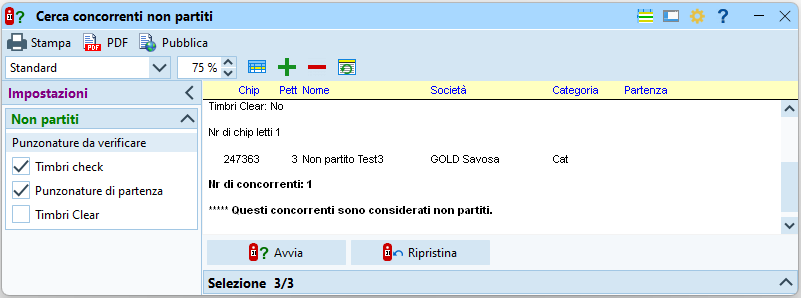 Cerca concorrenti non partiti
Stampa PDF Pubblica
Standard 75 %
Impostazioni
Non partiti
Punzonature da verificare
Timbri check
Punzonature di partenza
Timbri Clear
Chip Pett Nome Società Categoria Partenza
Timbri Clear: No
Nr di chip letti 1
247363 3 Non partito Test3 GOLD Savosa Cat
Nr di concorrenti: 1
***** Questi concorrenti sono considerati non partiti.
Avvia Ripristina
Selezione 3/3